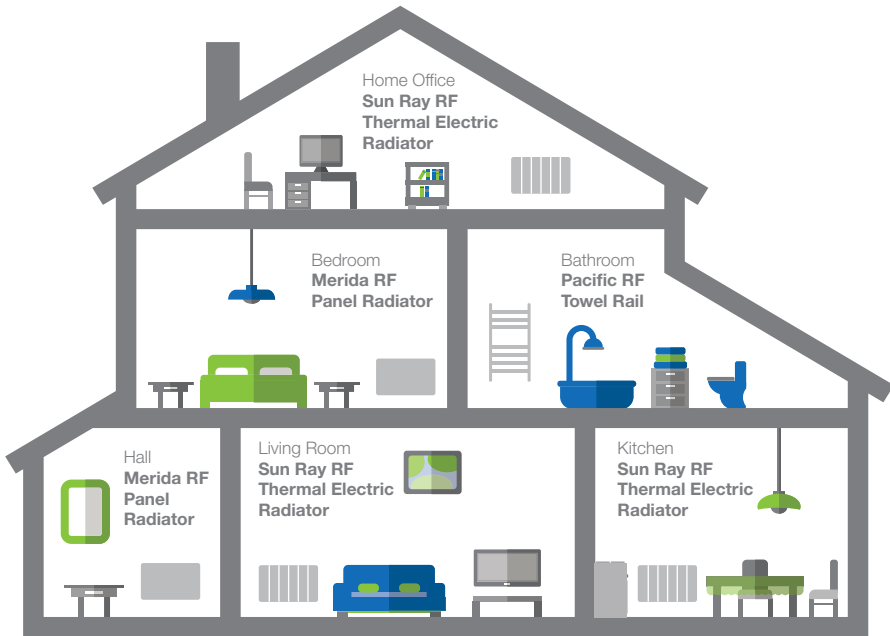 Home Office
Sun Ray RF
Thermal Electric
Radiator
Bedroom
Merida RF
Panel Radiator
Bathroom
Pacific RF
Towel Rail
Hall
Merida RF
Panel
Radiator
Living Room
Sun Ray RF
Thermal Electric
Radiator
Kitchen
Sun Ray RF
Thermal Electric
Radiator